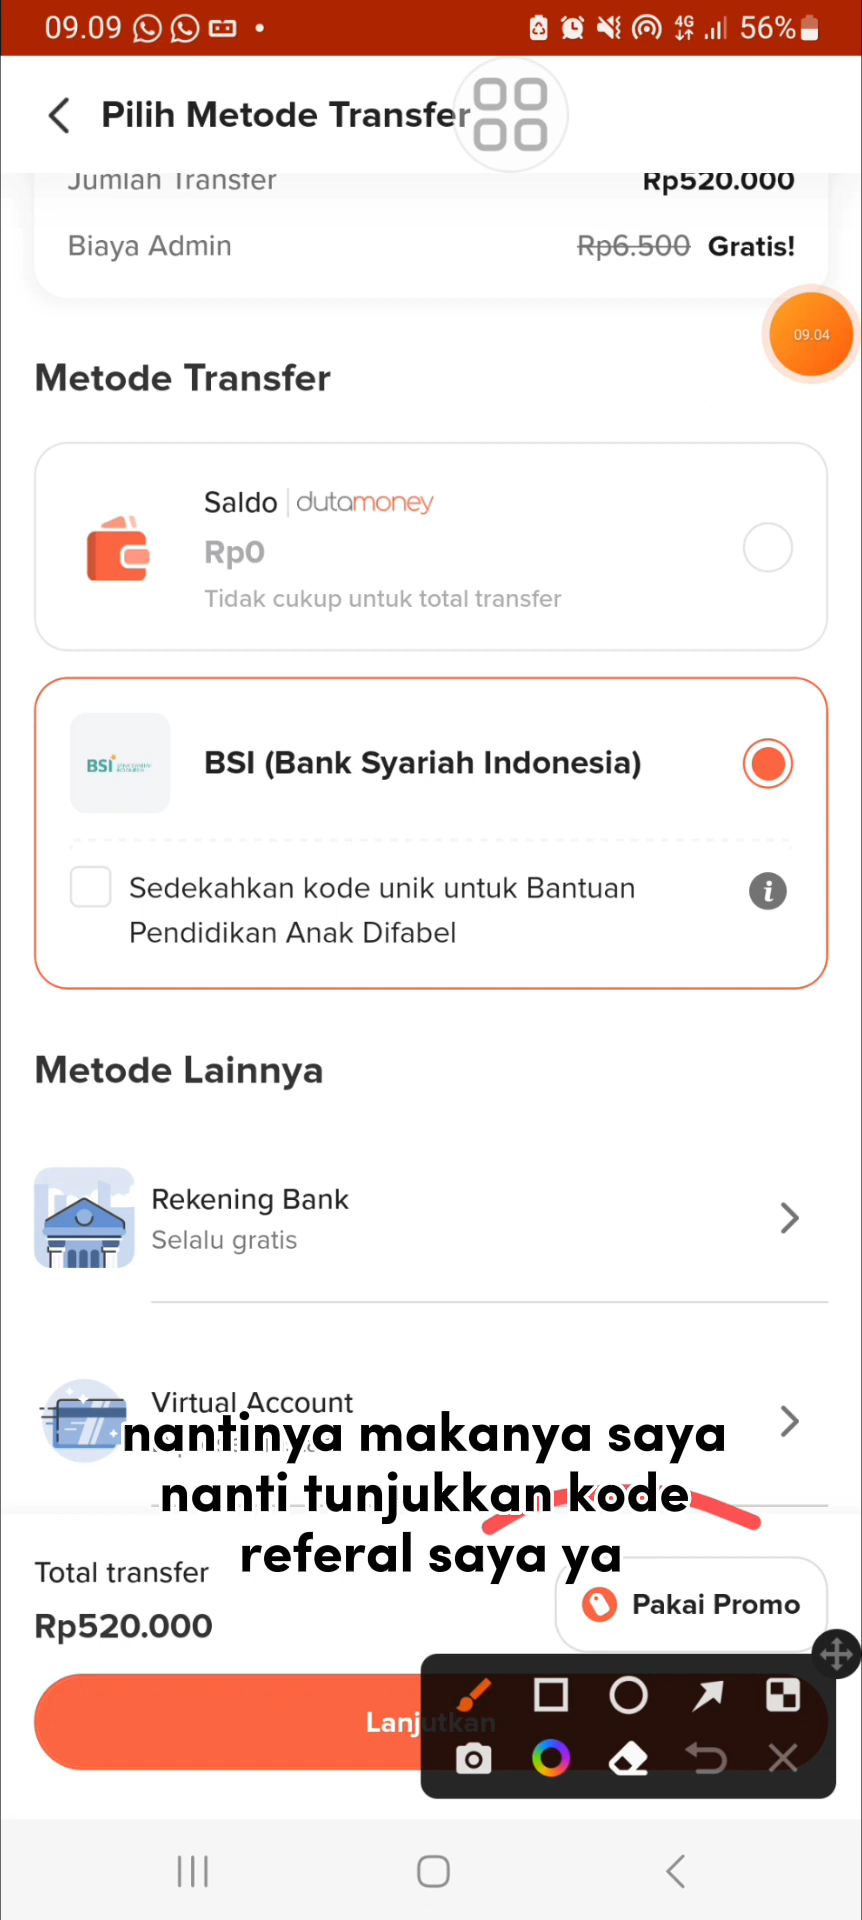 09.09
4G
56%
Pilih Metode Transfer
Jumlah Transfer Rp520.000
Biaya Admin Rp6.500 Gratis!
09.04
Metode Transfer
Saldo dutamoney
Rp0
Tidak cukup untuk total transfer
BSI
BSI (Bank Syariah Indonesia)
Sedekahkan kode unik untuk Bantuan
Pendidikan Anak Difabel
Metode Lainnya
Rekening Bank
Selalu gratis
Virtual Account
nantinya makanya saya
nanti tunjukkan kode
referal saya ya
Total transfer
Rp520.000
Pakai Promo
Lanjutkan